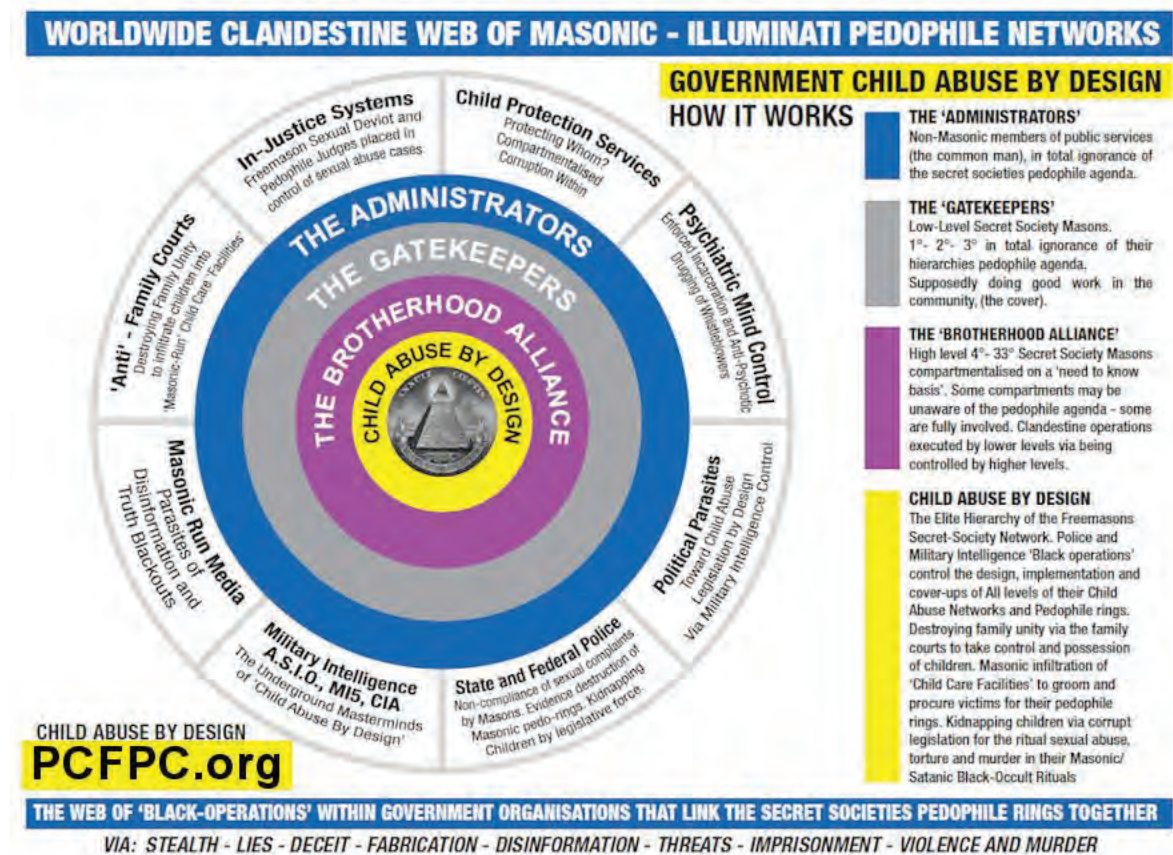 WORLDWIDE CLANDESTINE WEB OF MASONIC - ILLUMINATI PEDOPHILE NETWORKS
GOVERNMENT CHILD ABUSE BY DESIGN
HOW IT WORKS
In-Justice Systems
Freemason Sexual Deviot and
Pedophile Judges placed in
control of sexual abuse cases
Child Protection Services
Protecting Whom?
Compartmentalised
Corruption Within
Psychiatric Mind Control
Enforced Incarceration and Anti-Psychotic
Drugging of Whistleblowers
Political Parasites
Toward Child Abuse
Legislation by Design
Via Military Intelligence Control
State and Federal Police
Non-compliance of sexual complaints
by Masons. Evidence destruction of
Masonic pedo-rings. Kidnapping
Children by legislative force
Military Intelligence
A.S.I.O., MI5, CIA
The Underground Masterminds
of 'Child Abuse By Design'
Masonic Run Media
Parasites of
Disinformation and
Truth Blackouts
'Anti' - Family Courts
Destroying Family Unity
to infiltrate children into
'Masonic-Run' Child Care 'Facilities'
THE ADMINISTRATORS
THE GATEKEEPERS
THE BROTHERHOOD ALLIANCE
CHILD ABUSE BY DESIGN
THE 'ADMINISTRATORS'
Non-Masonic members of public services
(the common man), in total ignorance of
the secret societies pedophile agenda.
THE 'GATEKEEPERS'
Low-Level Secret Society Masons.
1°- 2°- 3° in total ignorance of their
hierarchies pedophile agenda.
Supposedly doing good work in the
community, (the cover).
THE 'BROTHERHOOD ALLIANCE'
High level 4°- 33° Secret Society Masons
compartmentalised on a 'need to know
basis'. Some compartments may be
unaware of the pedophile agenda - some
are fully involved. Clandestine operations
executed by lower levels via being
controlled by higher levels.
CHILD ABUSE BY DESIGN
The Elite Hierarchy of the Freemasons
Secret-Society Network. Police and
Military Intelligence 'Black operations'
control the design, implementation and
cover-ups of All levels of their Child
Abuse Networks and Pedophile rings.
Destroying family unity via the family
courts to take control and possession
of children. Masonic infiltration of
'Child Care Facilities' to groom and
procure victims for their pedophile
rings. Kidnapping children via corrupt
legislation for the ritual sexual abuse,
torture and murder in their Masonic/
Satanic Black-Occult Rituals
CHILD ABUSE BY DESIGN
PCFPC.org
THE WEB OF 'BLACK-OPERATIONS' WITHIN GOVERNMENT ORGANISATIONS THAT LINK THE SECRET SOCIETIES PEDOPHILE RINGS TOGETHER
VIA: STEALTH - LIES - DECEIT - FABRICATION - DISINFORMATION - THREATS - IMPRISONMENT - VIOLENCE AND MURDER